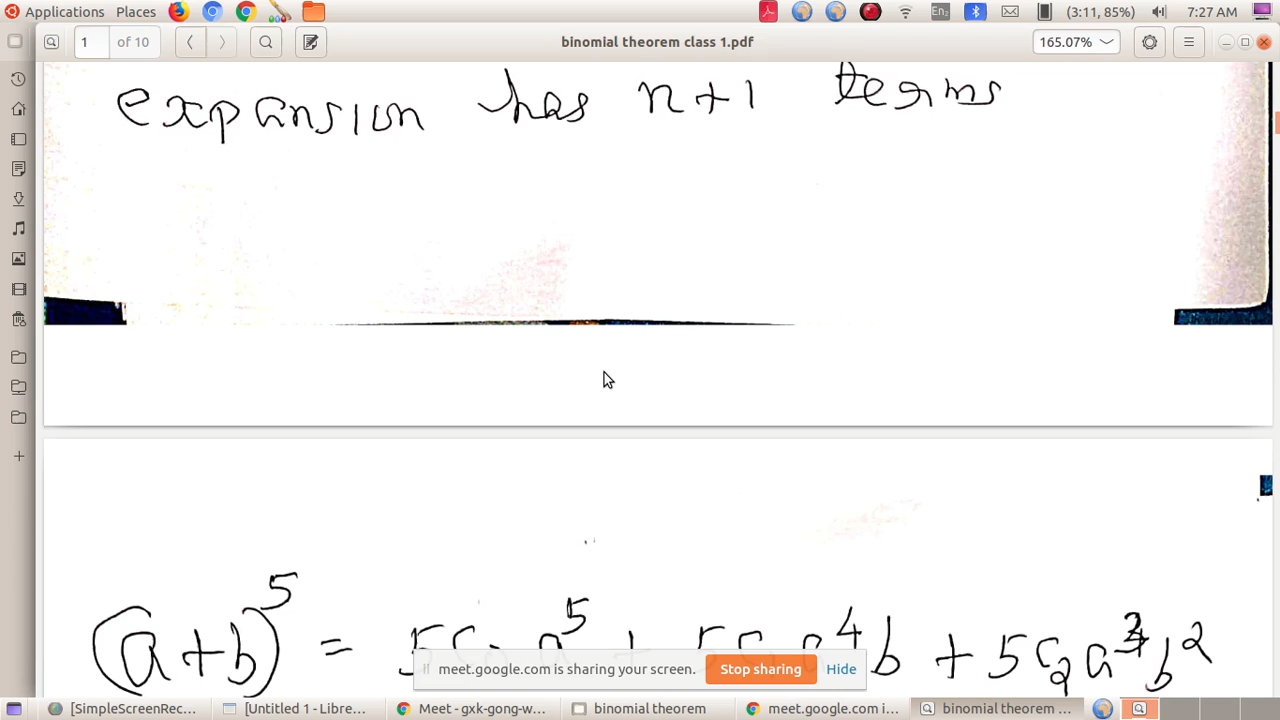 Applications Places En2 (3:11, 85%) 7:27 AM
1 of 10 binomial theorem class 1.pdf 165.07%
expansion has n+1 terms
(a+b)^5 = 5C₀ a^5 + 5C₁ a^4 b + 5C₂ a^3 b^2
meet.google.com is sharing your screen. Stop sharing Hide
[SimpleScreenRec... [Untitled 1 - Libre... Meet - gxk-gong-w... binomial theorem meet.google.com i... binomial theorem ...